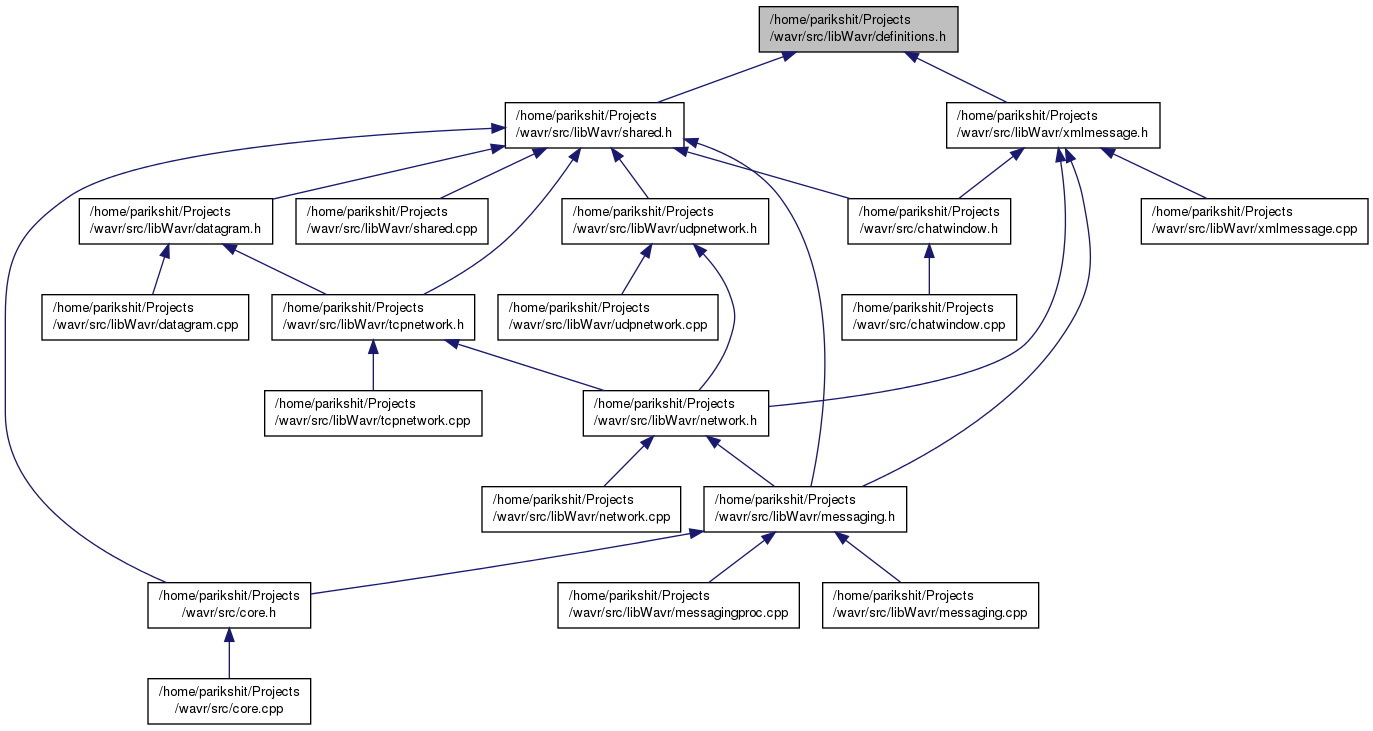 /home/parikshit/Projects
/wavr/src/libWavr/definitions.h
/home/parikshit/Projects
/wavr/src/libWavr/shared.h
/home/parikshit/Projects
/wavr/src/libWavr/xmlmessage.h
/home/parikshit/Projects
/wavr/src/libWavr/datagram.h
/home/parikshit/Projects
/wavr/src/libWavr/shared.cpp
/home/parikshit/Projects
/wavr/src/libWavr/udpnetwork.h
/home/parikshit/Projects
/wavr/src/chatwindow.h
/home/parikshit/Projects
/wavr/src/libWavr/xmlmessage.cpp
/home/parikshit/Projects
/wavr/src/libWavr/datagram.cpp
/home/parikshit/Projects
/wavr/src/libWavr/tcpnetwork.h
/home/parikshit/Projects
/wavr/src/libWavr/udpnetwork.cpp
/home/parikshit/Projects
/wavr/src/chatwindow.cpp
/home/parikshit/Projects
/wavr/src/libWavr/tcpnetwork.cpp
/home/parikshit/Projects
/wavr/src/libWavr/network.h
/home/parikshit/Projects
/wavr/src/libWavr/network.cpp
/home/parikshit/Projects
/wavr/src/libWavr/messaging.h
/home/parikshit/Projects
/wavr/src/core.h
/home/parikshit/Projects
/wavr/src/libWavr/messagingproc.cpp
/home/parikshit/Projects
/wavr/src/libWavr/messaging.cpp
/home/parikshit/Projects
/wavr/src/core.cpp